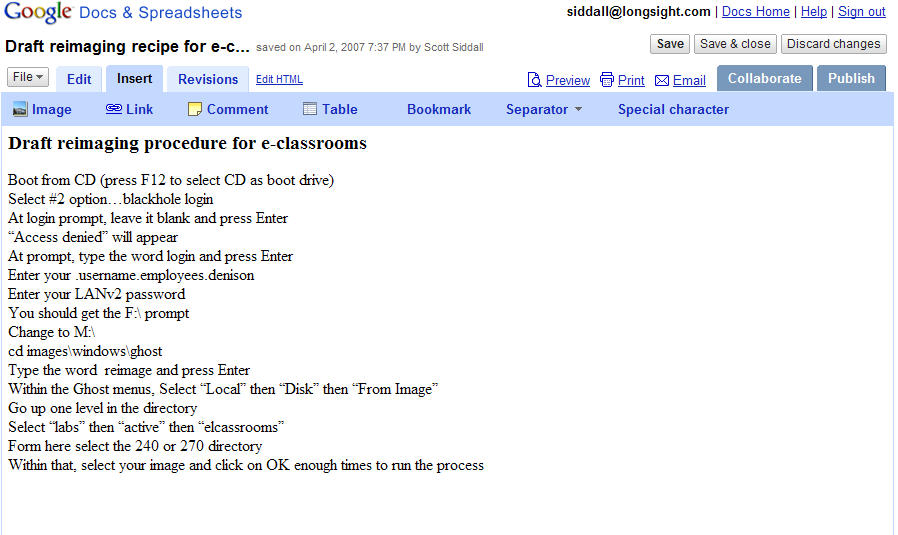 Google Docs & Spreadsheets
siddall@longsight.com | Docs Home | Help | Sign out
Draft reimaging recipe for e-c... saved on April 2, 2007 7:37 PM by Scott Siddall
Save Save & close Discard changes
File Edit Insert Revisions Edit HTML Preview Print Email Collaborate Publish
Image Link Comment Table Bookmark Separator Special character
Draft reimaging procedure for e-classrooms
Boot from CD (press F12 to select CD as boot drive)
Select #2 option…blackhole login
At login prompt, leave it blank and press Enter
“Access denied” will appear
At prompt, type the word login and press Enter
Enter your .username.employees.denison
Enter your LANv2 password
You should get the F:\ prompt
Change to M:\
cd images\windows\ghost
Type the word  reimage and press Enter
Within the Ghost menus, Select “Local” then “Disk” then “From Image”
Go up one level in the directory
Select “labs” then “active” then “elcassrooms”
Form here select the 240 or 270 directory
Within that, select your image and click on OK enough times to run the process